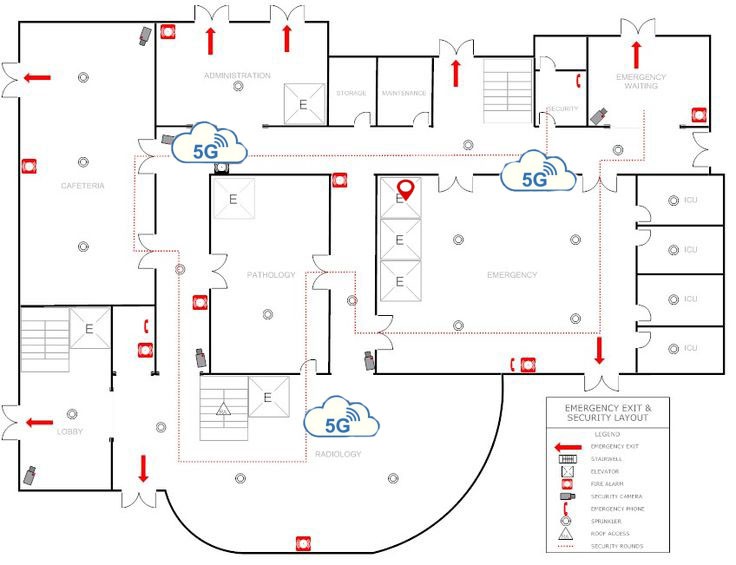 ADMINISTRATION
E
STORAGE
MAINTENANCE
SECURITY
EMERGENCY
WAITING
5G
5G
CAFETERIA
E
E
ICU
E
ICU
PATHOLOGY
EMERGENCY
E
ICU
E
ICU
E
5G
LOBBY
RADIOLOGY
EMERGENCY EXIT &
SECURITY LAYOUT
LEGEND
EMERGENCY EXIT
STAIRWELL
ELEVATOR
FIRE ALARM
SECURITY CAMERA
EMERGENCY PHONE
SPRINKLER
ROOF ACCESS
SECURITY ROUNDS